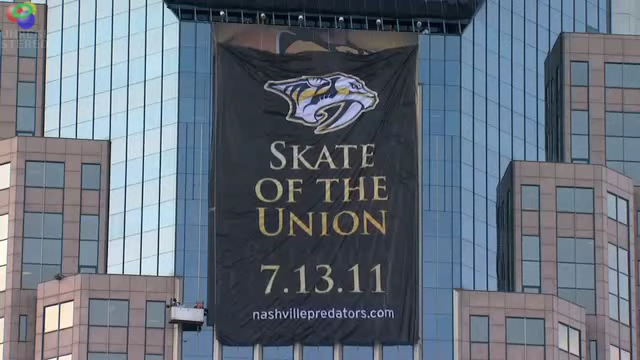 SKATE
OF THE
UNION
7.13.11
nashvillepredators.com